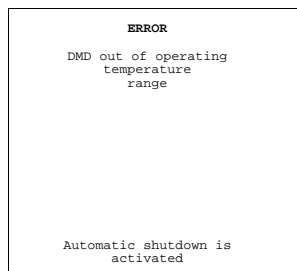 ERROR
DMD out of operating
temperature
range
Automatic shutdown is
activated